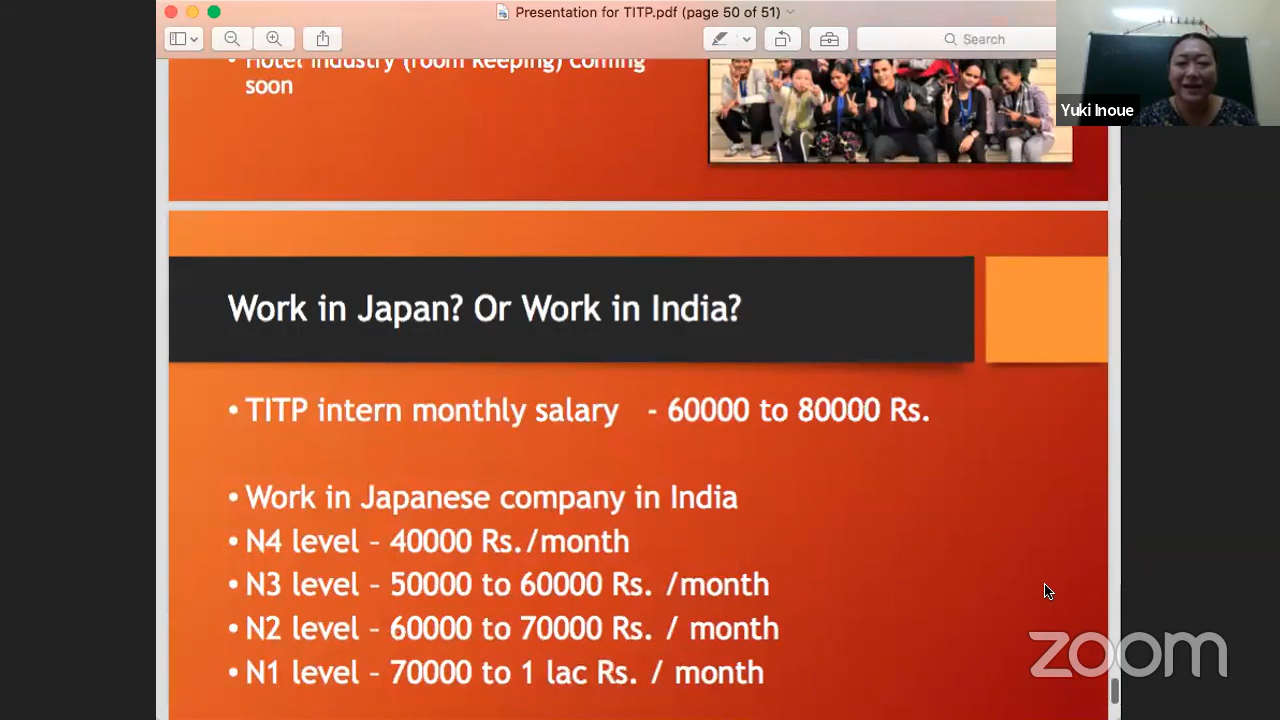 Presentation for TITP.pdf (page 50 of 51)
Search
Yuki Inoue
• Hotel industry (room keeping) coming
soon
Work in Japan? Or Work in India?
• TITP intern monthly salary - 60000 to 80000 Rs.
• Work in Japanese company in India
• N4 level – 40000 Rs./month
• N3 level – 50000 to 60000 Rs. /month
• N2 level – 60000 to 70000 Rs. / month
• N1 level – 70000 to 1 lac Rs. / month
zoom